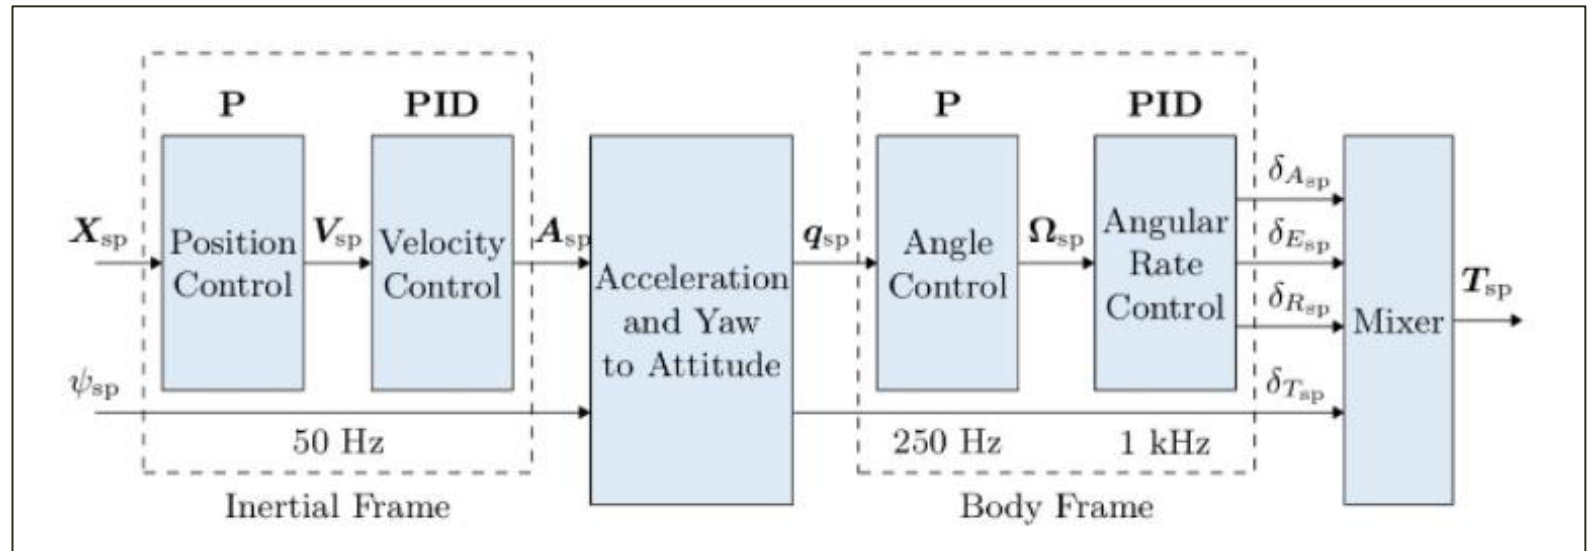 P
PID
P
PID
X_sp
Position
Control
V_sp
Velocity
Control
A_sp
Acceleration
and Yaw
to Attitude
q_sp
Angle
Control
Ω_sp
Angular
Rate
Control
δ_A_sp
δ_E_sp
δ_R_sp
δ_T_sp
Mixer
T_sp
ψ_sp
50 Hz
250 Hz
1 kHz
Inertial Frame
Body Frame